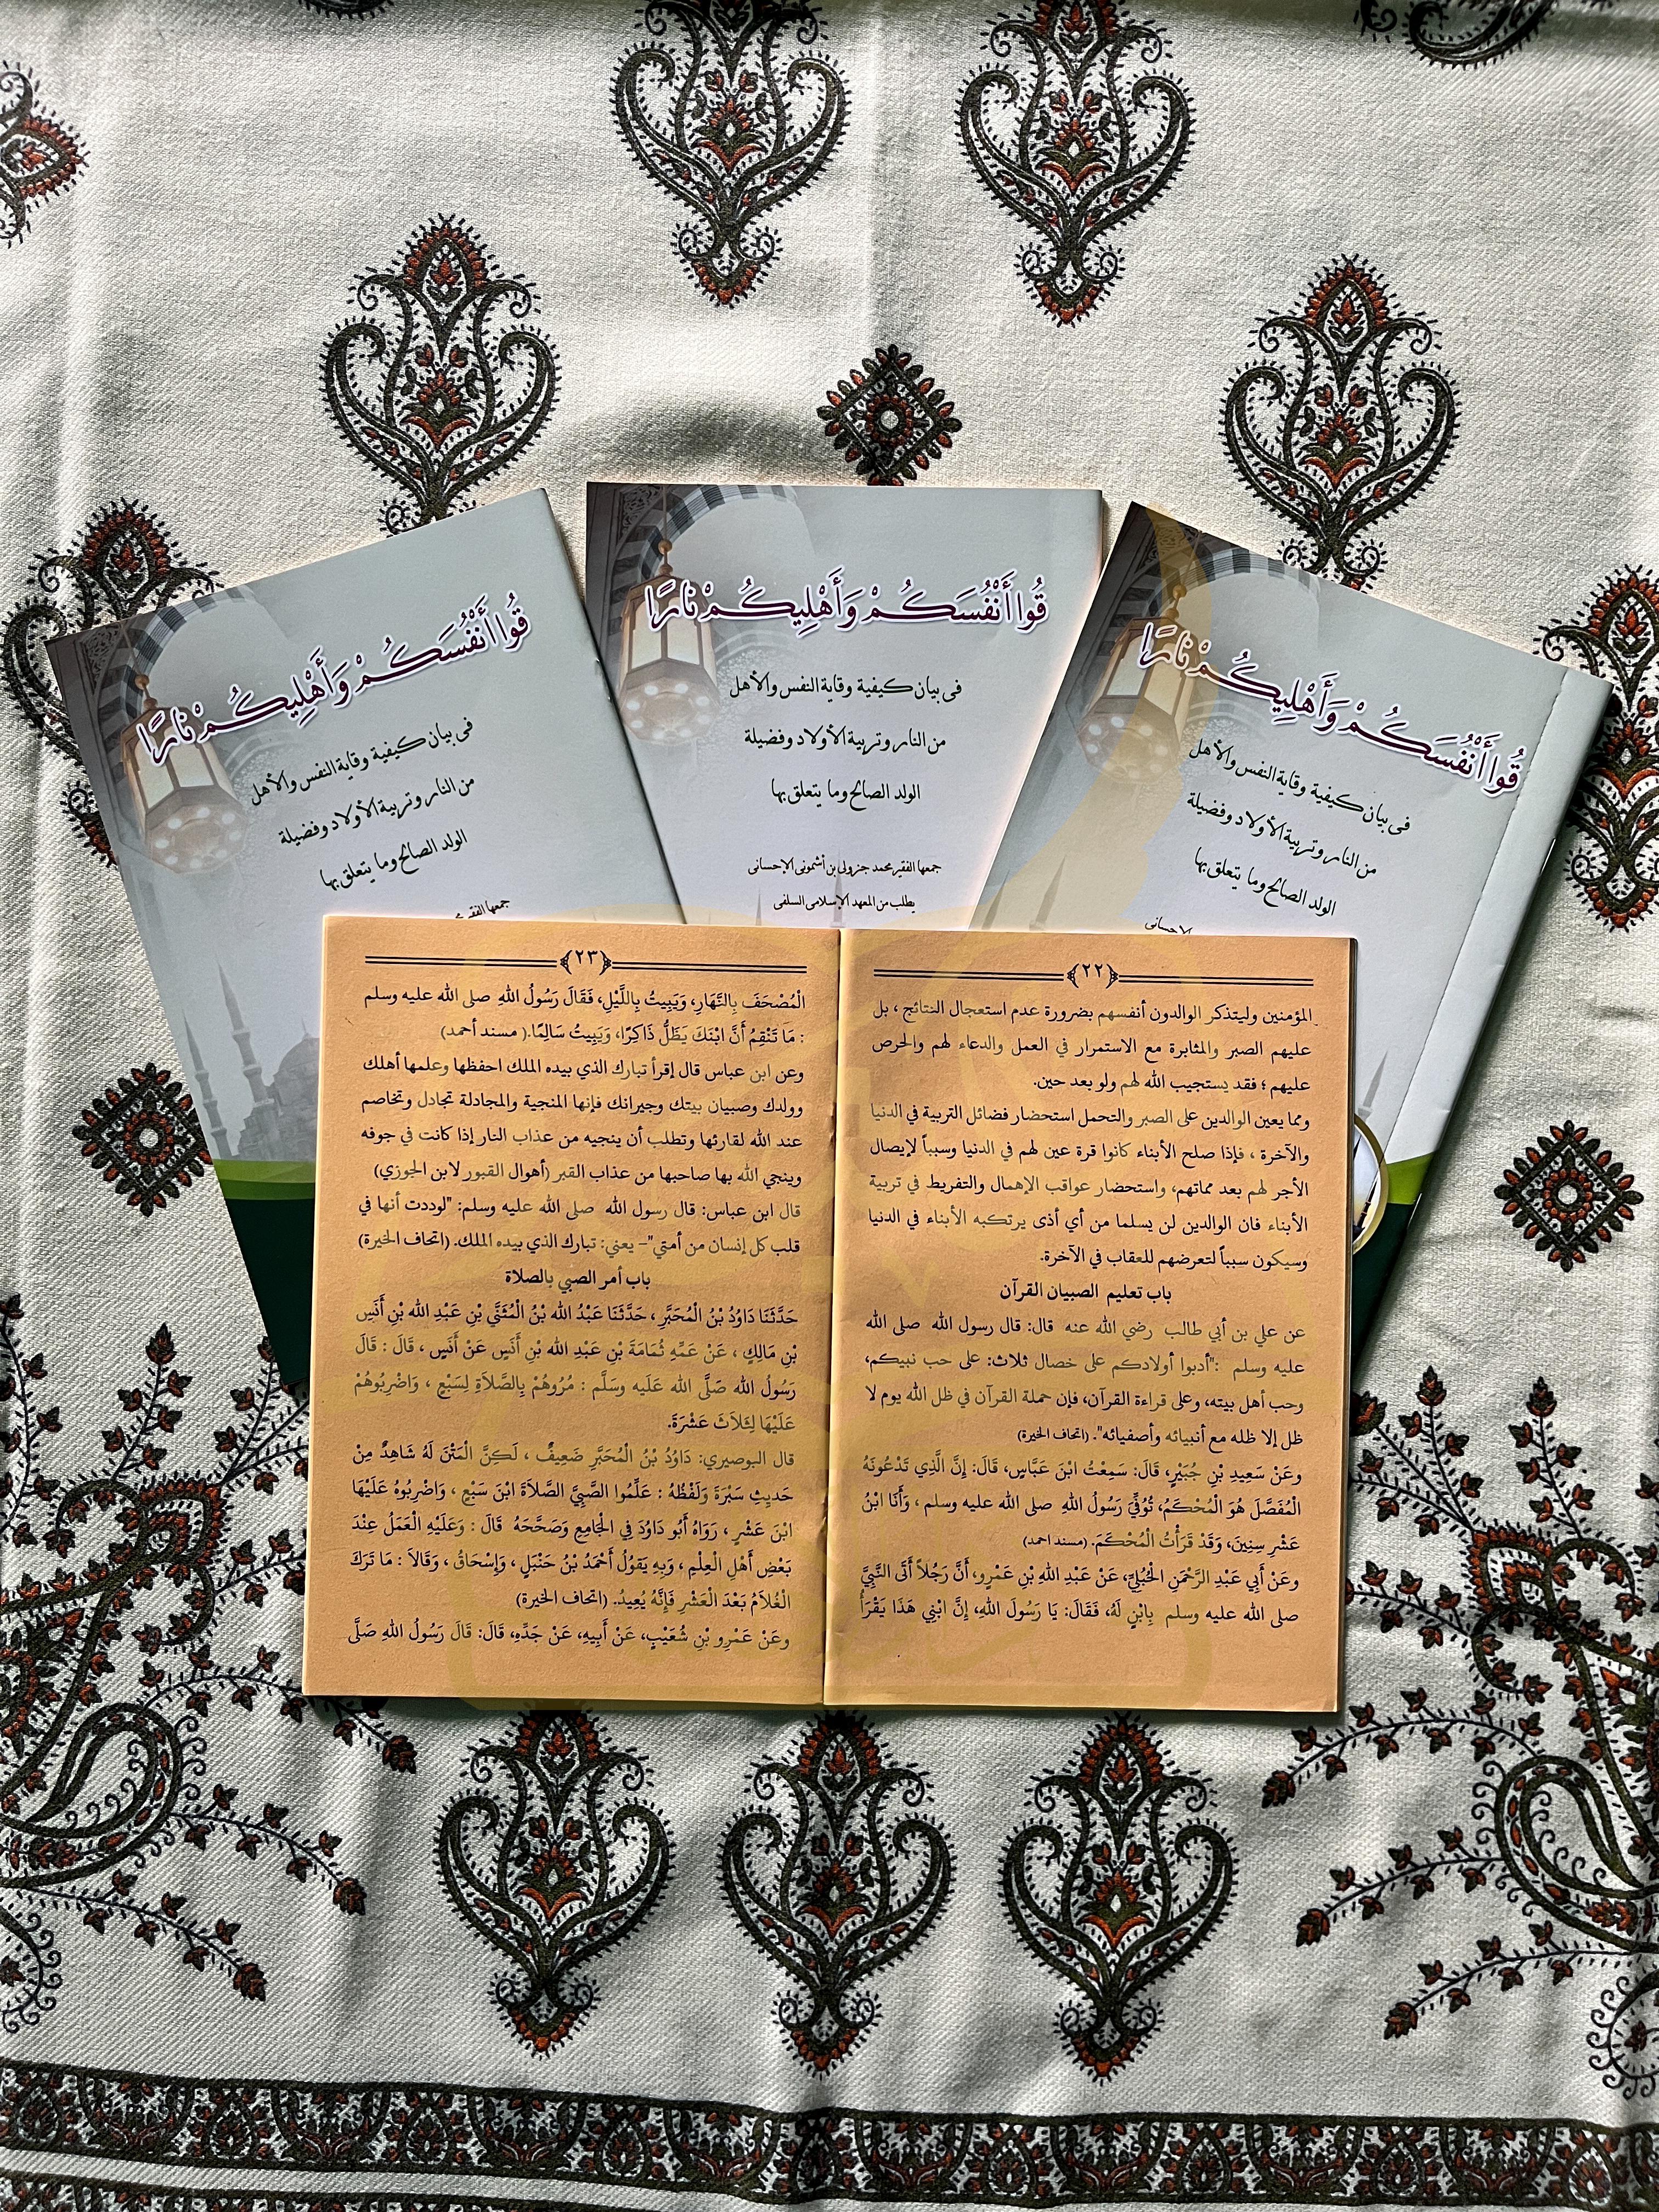 قُوا أَنْفُسَكُمْ وَأَهْلِيكُمْ نَارًا
فى بيان كيفية وقاية النفس والأهل
من النار وتربية الأولاد وفضيلة
الولد الصالح وما يتعلق بها
جمعها الفقير
قُوا أَنْفُسَكُمْ وَأَهْلِيكُمْ نَارًا
فى بيان كيفية وقاية النفس والأهل
من النار وتربية الأولاد وفضيلة
الولد الصالح وما يتعلق بها
جمعها الفقير محمد جزولى بن أشمونى الإحسانى
يطلب من المعهد الإسلامى السلفى
قُوا أَنْفُسَكُمْ وَأَهْلِيكُمْ نَارًا
فى بيان كيفية وقاية النفس والأهل
من النار وتربية الأولاد وفضيلة
الولد الصالح وما يتعلق بها
الإحسانى
﴿٢٢﴾
المؤمنين وليتذكر الوالدون أنفسهم بضرورة عدم استعجال النتائج ، بل
عليهم الصبر والمثابرة مع الاستمرار في العمل والدعاء لهم والحرص
عليهم ؛ فقد يستجيب الله لهم ولو بعد حين.
ومما يعين الوالدين على الصبر والتحمل استحضار فضائل التربية في الدنيا
والآخرة ، فإذا صلح الأبناء كانوا قرة عين لهم في الدنيا وسبباً لإيصال
الأجر لهم بعد مماتهم، واستحضار عواقب الإهمال والتفريط في تربية
الأبناء فان الوالدين لن يسلما من أي أذى يرتكبه الأبناء في الدنيا
وسيكون سبباً لتعرضهم للعقاب في الآخرة.
باب تعليم الصبيان القرآن
عن علي بن أبي طالب رضي الله عنه قال: قال رسول الله صلى الله
عليه وسلم :"أدبوا أولادكم على خصال ثلاث: على حب نبيكم،
وحب أهل بيته، وعلى قراءة القرآن، فإن حملة القرآن في ظل الله يوم لا
ظل إلا ظله مع أنبيائه وأصفيائه". (اتحاف الخيرة)
وعَنْ سَعِيدِ بْنِ جُبَيْرٍ، قَالَ: سَمِعْتُ ابْنَ عَبَّاسٍ، قَالَ: إِنَّ الَّذِي تَدْعُونَهُ
الْمُفَصَّلَ هُوَ الْمُحْكَمُ، تُوُفِّيَ رَسُولُ اللهِ صلى الله عليه وسلم ، وَأَنَا ابْنُ
عَشْرِ سِنِينَ، وَقَدْ قَرَأْتُ الْمُحْكَمَ. (مسند احمد)
وعَنْ أَبِي عَبْدِ الرَّحْمَنِ الْحُبُلِيِّ، عَنْ عَبْدِ اللهِ بْنِ عَمْرٍو، أَنَّ رَجُلاً أَتَى النَّبِيَّ
صلى الله عليه وسلم بِابْنٍ لَهُ، فَقَالَ: يَا رَسُولَ اللهِ، إِنَّ ابْنِي هَذَا يَقْرَأُ
﴿٢٣﴾
الْمُصْحَفَ بِالنَّهَارِ، وَيَبِيتُ بِاللَّيْلِ، فَقَالَ رَسُولُ اللهِ صلى الله عليه وسلم
: مَا تَنْقِمُ أَنَّ ابْنَكَ يَظَلُّ ذَاكِرًا، وَيَبِيتُ سَالِمًا.( مسند أحمد)
وعن ابن عباس قال إقرأ تبارك الذي بيده الملك احفظها وعلمها أهلك
وولدك وصبيان بيتك وجيرانك فإنها المنجية والمجادلة تجادل وتخاصم
عند الله لقارئها وتطلب أن ينجيه من عذاب النار إذا كانت في جوفه
وينجي الله بها صاحبها من عذاب القبر (أهوال القبور لابن الجوزي)
قال ابن عباس: قال رسول الله صلى الله عليه وسلم: "لوددت أنها في
قلب كل إنسان من أمتي"- يعني: تبارك الذي بيده الملك. (اتحاف الخيرة)
باب أمر الصبي بالصلاة
حَدَّثَنَا دَاوُدُ بْنُ الْمُحَبَّرِ ، حَدَّثَنَا عَبْدُ الله بْنُ الْمُثَنَّي بْنِ عَبْدِ الله بْنِ أَنَسِ
بْنِ مَالِكٍ ، عَنْ عَمِّهِ ثُمَامَةَ بْنِ عَبْدِ الله بْنِ أَنَسٍ عَنْ أَنَسٍ ، قَالَ : قَالَ
رَسُولُ الله صَلَّى الله عَلَيه وسَلَّم : مُرُوهُمْ بِالصَّلاَةِ لِسَبْعٍ ، وَاضْرِبُوهُمْ
عَلَيْهَا لِثَلاَثَ عَشْرَةَ.
قال البوصيري: دَاوُدُ بْنُ الْمُحَبَّرِ ضَعِيفٌ ، لَكِنَّ الْمَتْنَ لَهُ شَاهِدٌ مِنْ
حَدِيثِ سَبْرَةَ وَلَفْظُهُ : عَلِّمُوا الصَّبِيَّ الصَّلاَةَ ابْنَ سَبْعٍ ، وَاضْرِبُوهُ عَلَيْهَا
ابْنَ عَشْرٍ ، رَوَاهُ أَبُو دَاوُدَ فِي الْجَامِعِ وَصَحَّحَهُ قَالَ : وَعَلَيْهِ الْعَمَلُ عِنْدَ
بَعْضِ أَهْلِ الْعِلْمِ ، وَبِهِ يَقُولُ أَحْمَدُ بْنُ حَنْبَلٍ ، وَإِسْحَاقُ ، وَقَالاَ : مَا تَرَكَ
الْغُلاَمُ بَعْدَ الْعَشْرِ فَإِنَّهُ يُعِيدُ. (اتحاف الخيرة)
وعَنْ عَمْرِو بْنِ شُعَيْبٍ، عَنْ أَبِيهِ، عَنْ جَدِّهِ، قَالَ: قَالَ رَسُولُ اللهِ صَلَّى